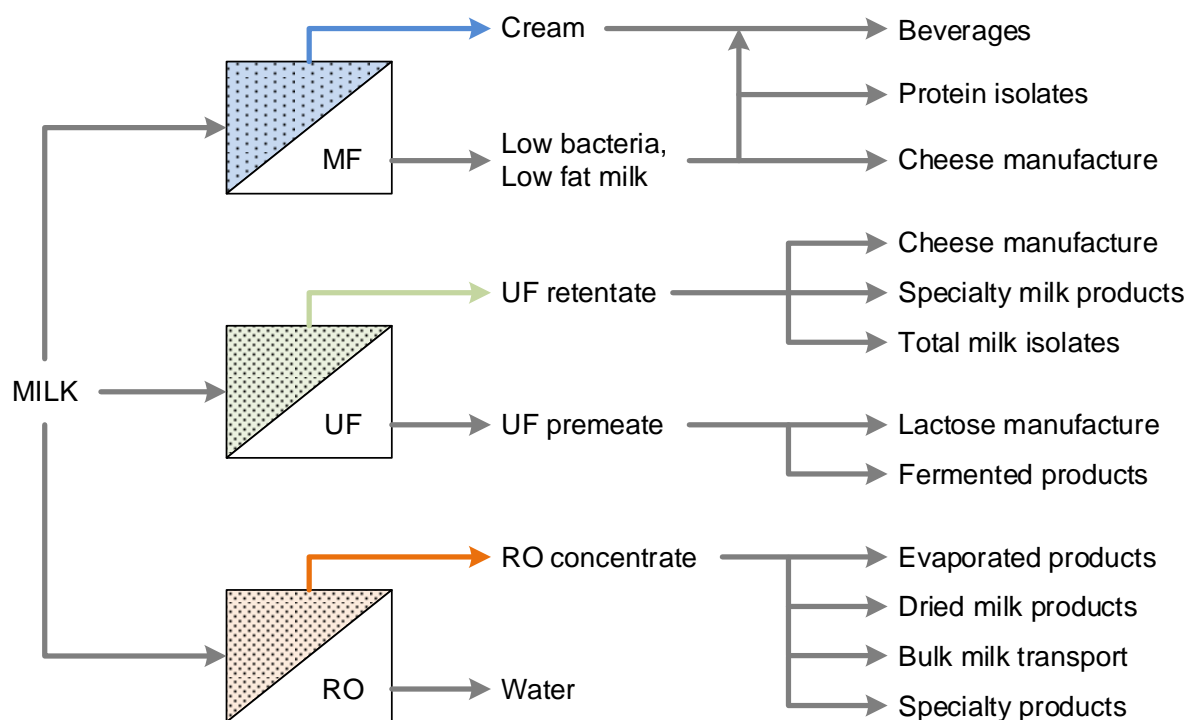 Cream
Beverages
Protein isolates
MF
Low bacteria,
Low fat milk
Cheese manufacture
Cheese manufacture
UF retentate
Specialty milk products
Total milk isolates
MILK
UF
UF premeate
Lactose manufacture
Fermented products
RO concentrate
Evaporated products
Dried milk products
Bulk milk transport
RO
Water
Specialty products